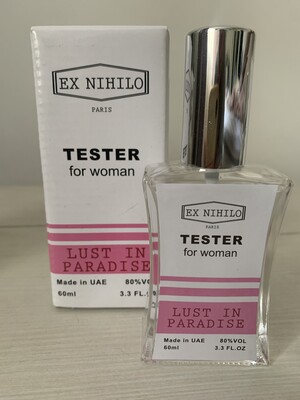 EX NIHILO
PARIS
TESTER
for woman
LUST IN
PARADISE
Made in UAE 80%VOL
60ml 3.3 FL.
EX NIHILO
PARIS
TESTER
for woman
LUST IN
PARADISE
Made in UAE 80%VOL
60ml 3.3 FL.OZ